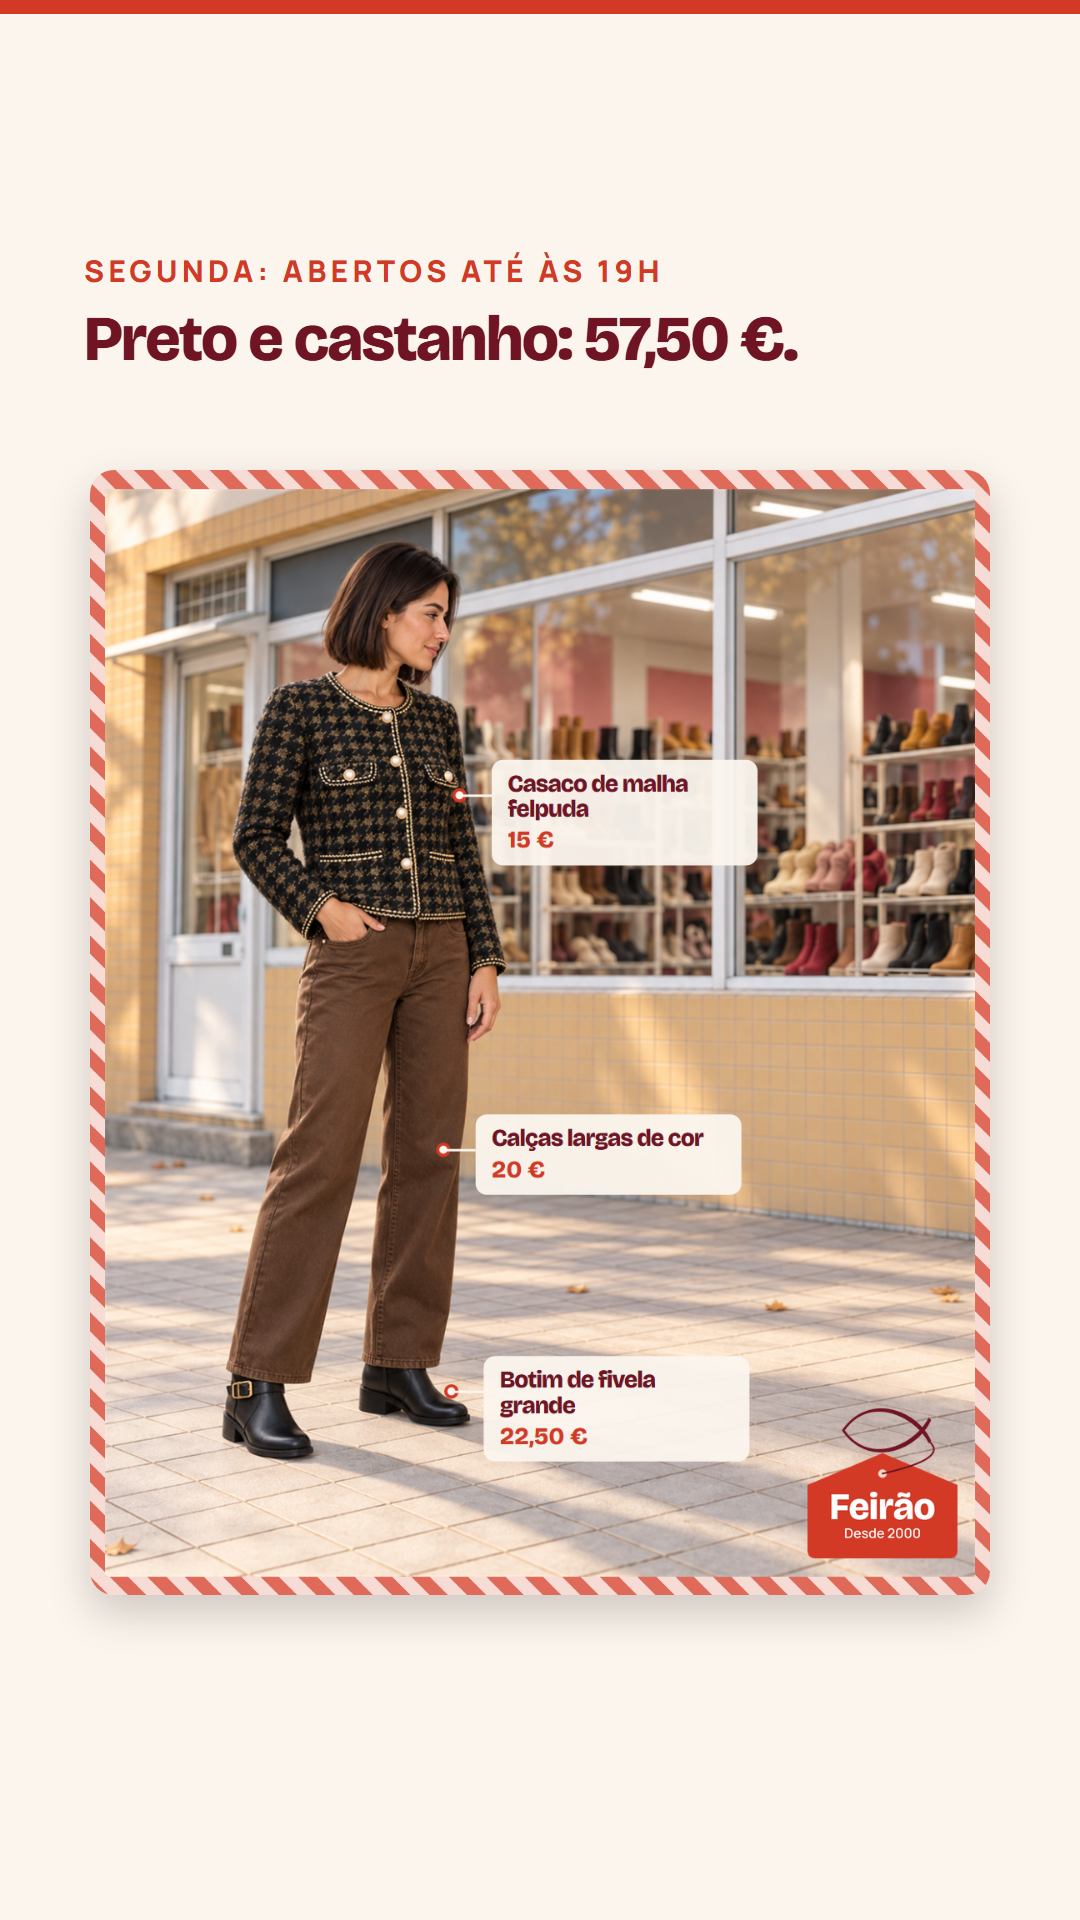 SEGUNDA: ABERTOS ATÉ ÀS 19H
Preto e castanho: 57,50 €.
Casaco de malha
felpuda
15 €
Calças largas de cor
20 €
Botim de fivela
grande
22,50 €
Feirão
Desde 2000